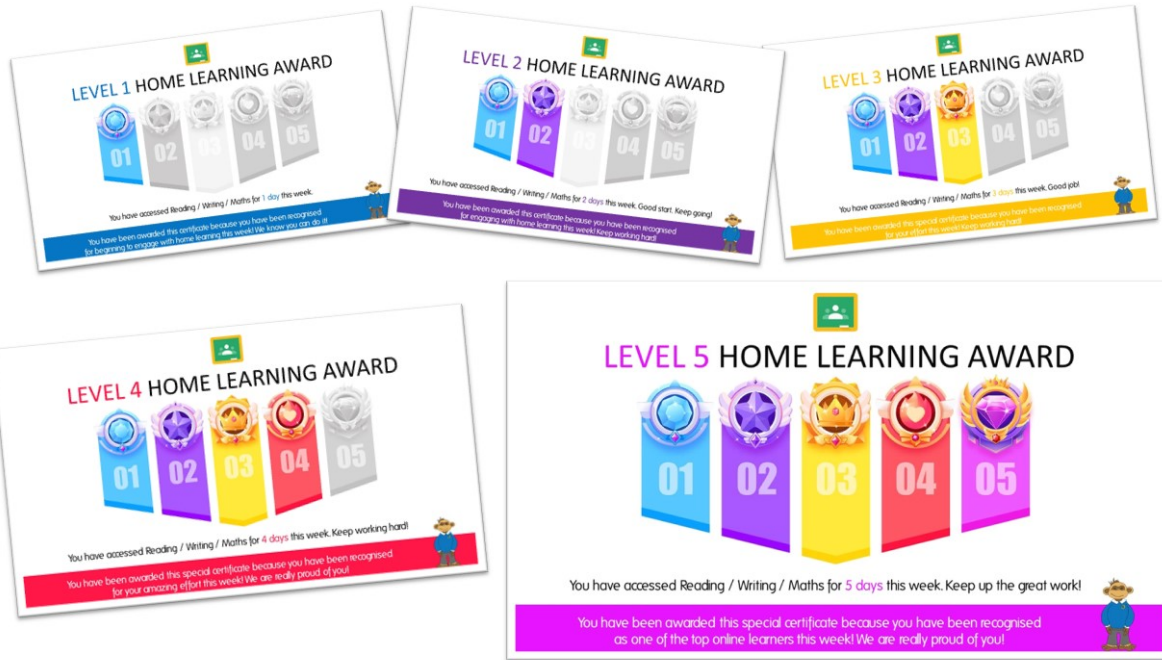 LEVEL 1 HOME LEARNING AWARD
01 02 03 04 05
You have accessed Reading / Writing / Maths for 1 day this week.
You have been awarded this certificate because you have been recognised
for beginning to engage with home learning this week! We know you can do it!
LEVEL 2 HOME LEARNING AWARD
01 02 03 04 05
You have accessed Reading / Writing / Maths for 2 days this week. Good start. Keep going!
You have been awarded this certificate because you have been recognised
for engaging with home learning this week! Keep working hard!
LEVEL 3 HOME LEARNING AWARD
01 02 03 04 05
You have accessed Reading / Writing / Maths for 3 days this week. Good job!
You have been awarded this special certificate because you have been recognised
for your effort this week! Keep working hard!
LEVEL 4 HOME LEARNING AWARD
01 02 03 04 05
You have accessed Reading / Writing / Maths for 4 days this week. Keep working hard!
You have been awarded this special certificate because you have been recognised
for your amazing effort this week! We are really proud of you!
LEVEL 5 HOME LEARNING AWARD
01 02 03 04 05
You have accessed Reading / Writing / Maths for 5 days this week. Keep up the great work!
You have been awarded this special certificate because you have been recognised
as one of the top online learners this week! We are really proud of you!